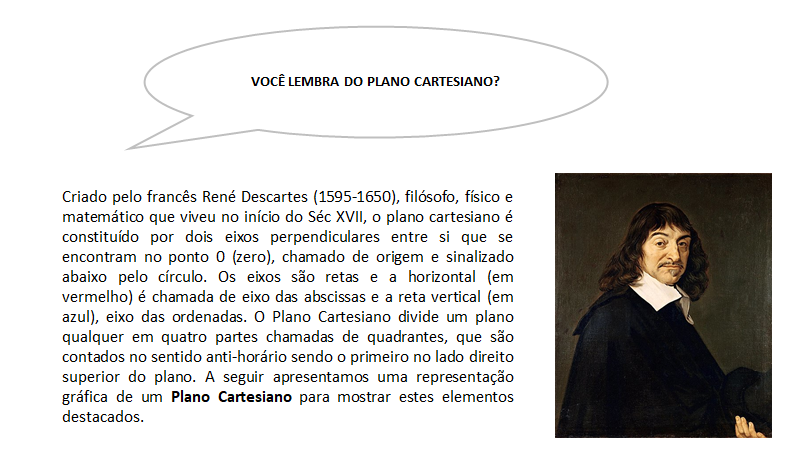 VOCÊ LEMBRA DO PLANO CARTESIANO?
Criado pelo francês René Descartes (1595-1650), filósofo, físico e
matemático que viveu no início do Séc XVII, o plano cartesiano é
constituído por dois eixos perpendiculares entre si que se
encontram no ponto 0 (zero), chamado de origem e sinalizado
abaixo pelo círculo. Os eixos são retas e a horizontal (em
vermelho) é chamada de eixo das abscissas e a reta vertical (em
azul), eixo das ordenadas. O Plano Cartesiano divide um plano
qualquer em quatro partes chamadas de quadrantes, que são
contados no sentido anti-horário sendo o primeiro no lado direito
superior do plano. A seguir apresentamos uma representação
gráfica de um Plano Cartesiano para mostrar estes elementos
destacados.